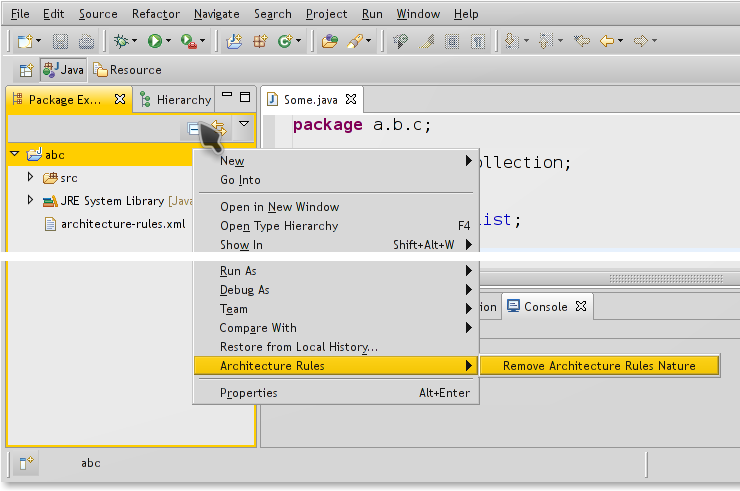 File Edit Source Refactor Navigate Search Project Run Window Help
Java Resource
Package Ex... Hierarchy Some.java
package a.b.c;
abc
New ollection;
src
Go Into
JRE System Library [Java
Open in New Window
architecture-rules.xml
Open Type Hierarchy F4
ist;
Show In Shift+Alt+W
Run As
Debug As
Team
ion Console
Compare With
Restore from Local History...
Architecture Rules Remove Architecture Rules Nature
Properties Alt+Enter
abc